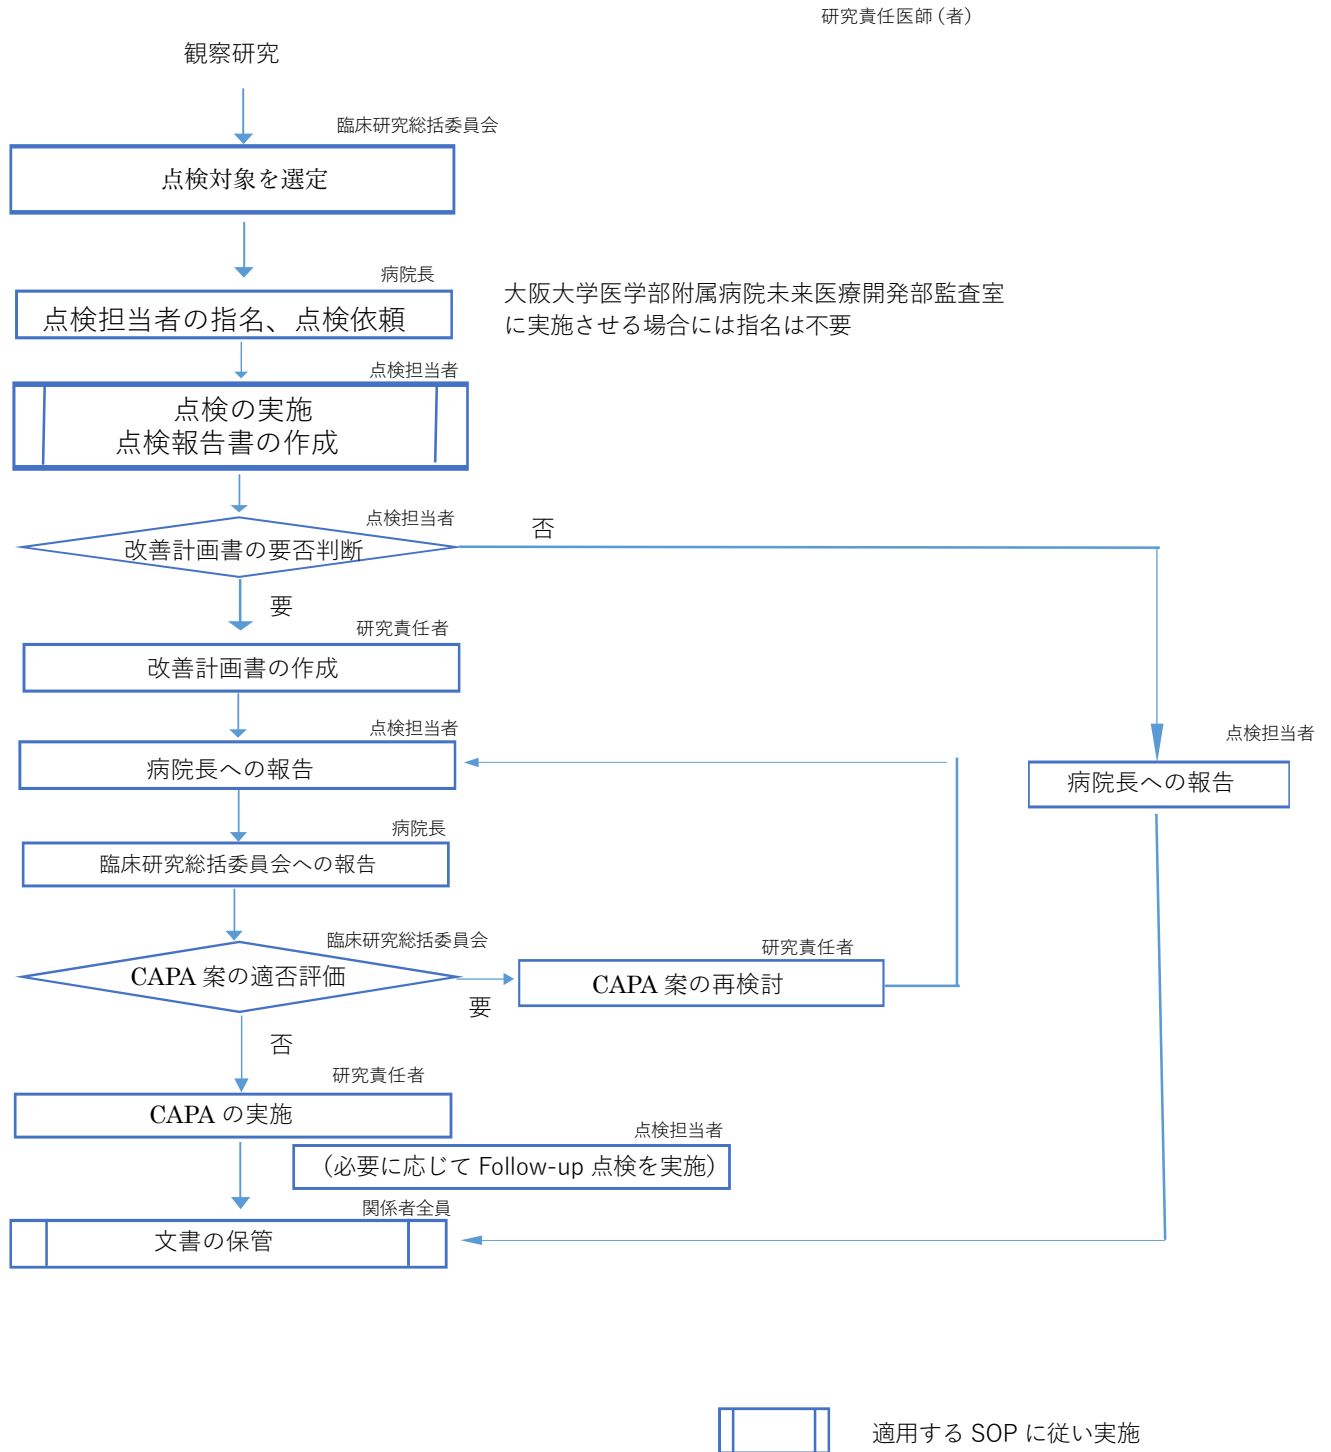 研究責任医師（者）
観察研究
臨床研究総括委員会
点検対象を選定
病院長
点検担当者の指名、点検依頼
大阪大学医学部附属病院未来医療開発部監査室
に実施させる場合には指名は不要
点検担当者
点検の実施
点検報告書の作成
点検担当者
改善計画書の要否判断
否
要
研究責任者
改善計画書の作成
点検担当者
病院長への報告
点検担当者
病院長への報告
病院長
臨床研究総括委員会への報告
臨床研究総括委員会
CAPA 案の適否評価
要
研究責任者
CAPA 案の再検討
否
研究責任者
CAPA の実施
点検担当者
（必要に応じて Follow-up 点検を実施）
関係者全員
文書の保管
適用する SOP に従い実施